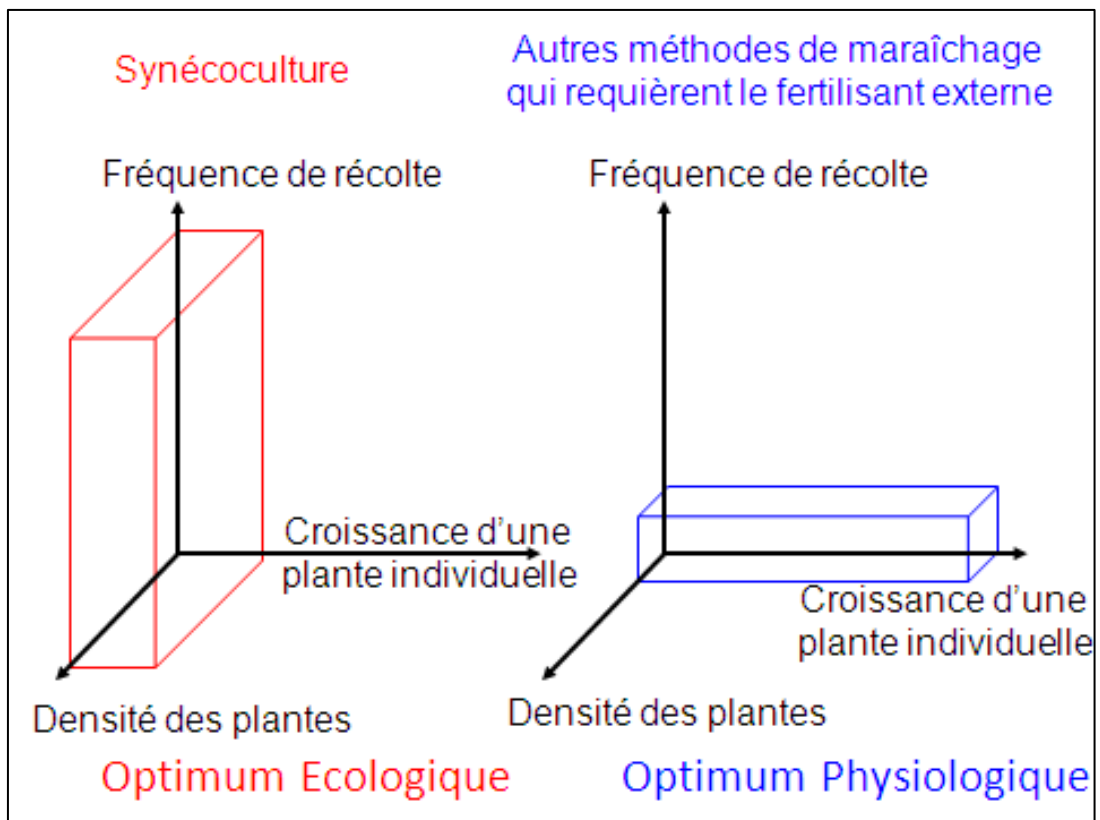 Synécoculture
Autres méthodes de maraîchage
qui requièrent le fertilisant externe
Fréquence de récolte
Fréquence de récolte
Croissance d'une
plante individuelle
Croissance d'une
plante individuelle
Densité des plantes
Densité des plantes
Optimum Ecologique
Optimum Physiologique